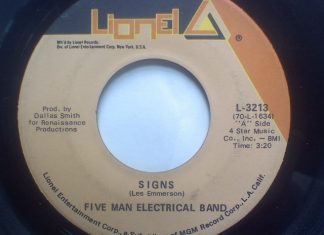 Lionel
®
Mf'd by Lionel Records,
Div. of Lionel Entertainment Corp. New York, U.S.A.
Prod. by
Dallas Smith
for Renaissance
Productions
L-3213
(70-L-1634)
"A" Side
4 Star Music
Co., Inc. - BMI
Time: 3:20
SIGNS
(Les Emmerson)
FIVE MAN ELECTRICAL BAND
Lionel Entertainment Corp., of MGM Record Corp., L.A. Calif.